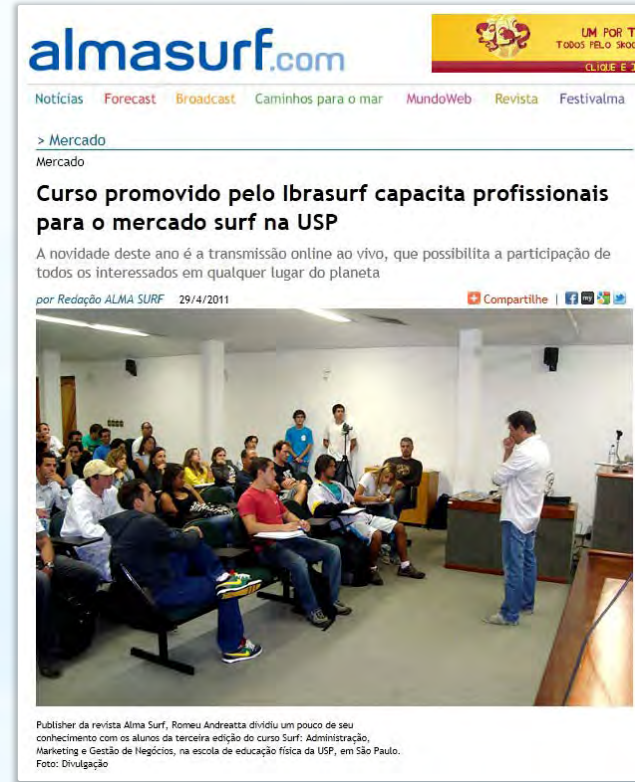 almasurf.com
UM POR T
TODOS PELO SKO
CLIQUE E
Notícias Forecast Broadcast Caminhos para o mar MundoWeb Revista Festivalma
> Mercado
Mercado
Curso promovido pelo Ibrasurf capacita profissionais
para o mercado surf na USP
A novidade deste ano é a transmissão online ao vivo, que possibilita a participação de
todos os interessados em qualquer lugar do planeta
por Redação ALMA SURF 29/4/2011
Compartilhe |
Publisher da revista Alma Surf, Romeu Andreatta dividiu um pouco de seu
conhecimento com os alunos da terceira edição do curso Surf: Administração,
Marketing e Gestão de Negócios, na escola de educação física da USP, em São Paulo.
Foto: Divulgação